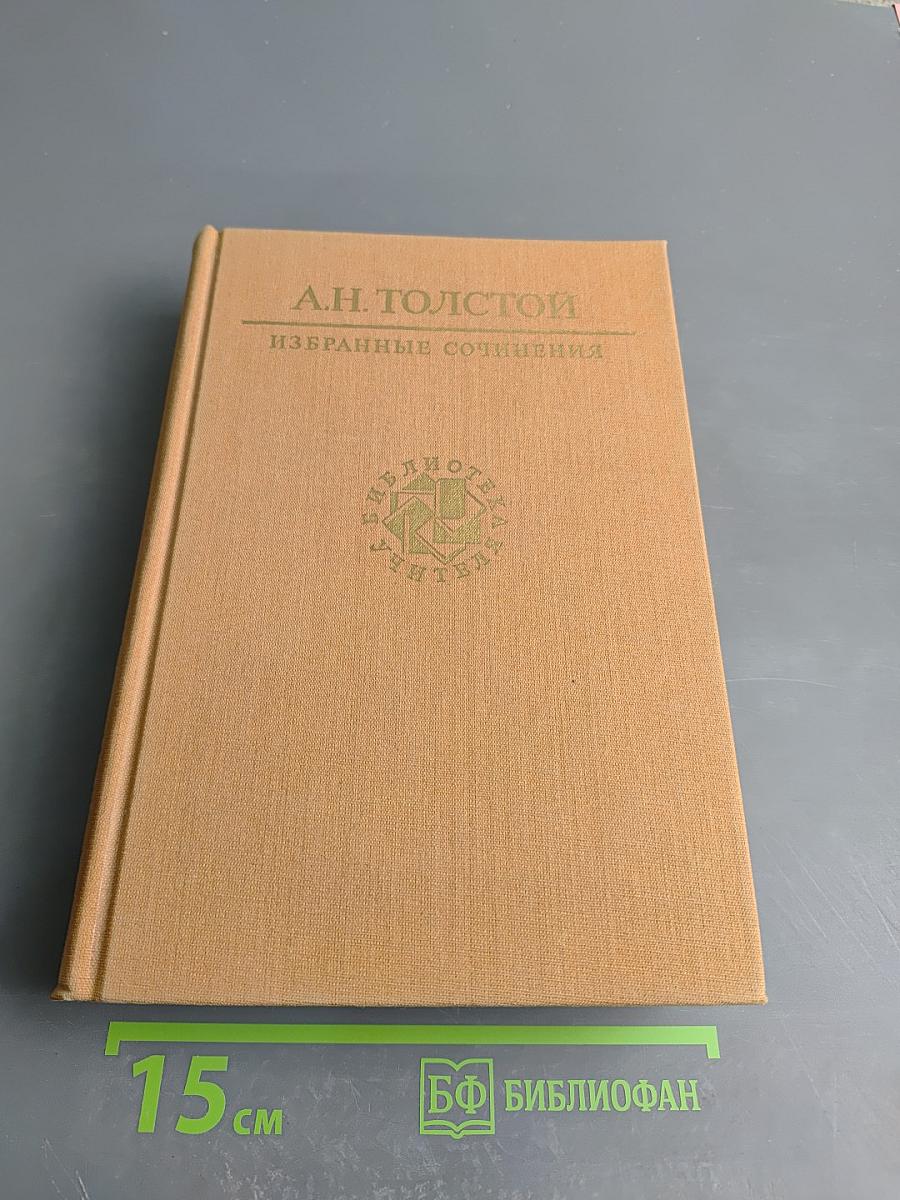 А.Н. ТОЛСТОЙ
ИЗБРАННЫЕ СОЧИНЕНИЯ
БИБЛИОТЕКА
УЧИТЕЛЯ
15 см
БФ БИБЛИОФАН